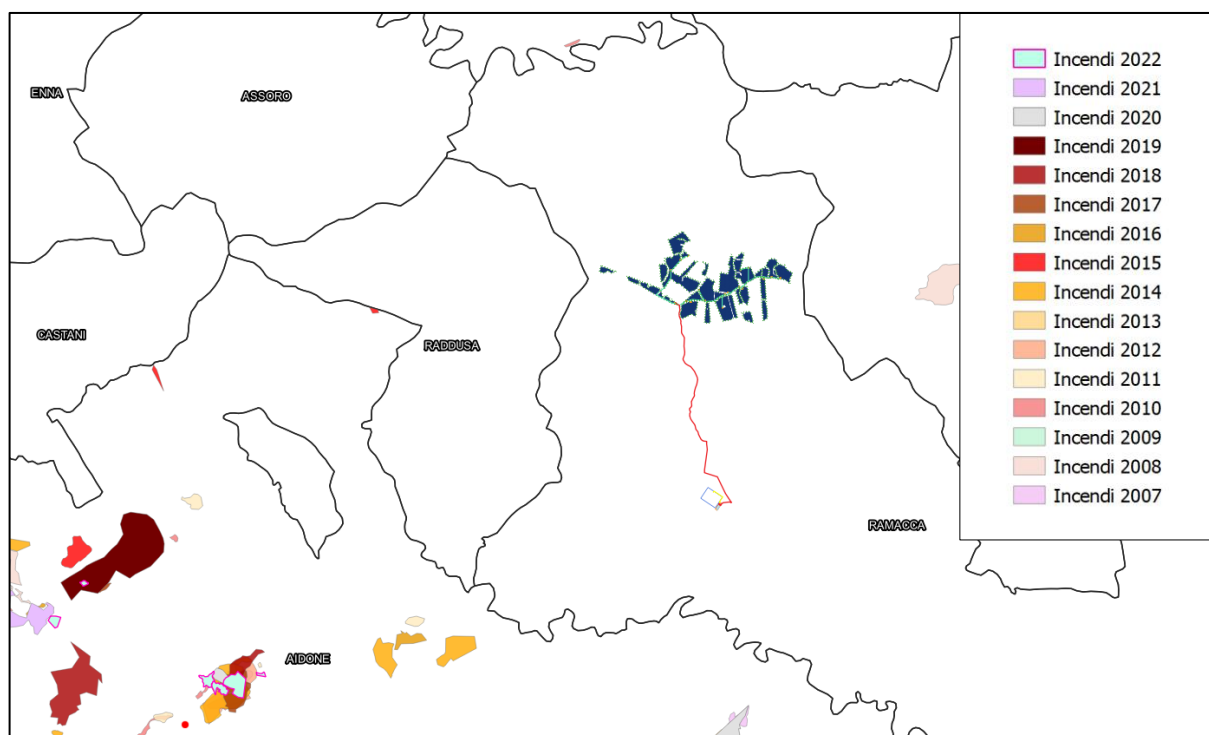 ENNA
ASSORO
CASTANI
RADDUSA
RAMACCA
AIDONE
Incendi 2022
Incendi 2021
Incendi 2020
Incendi 2019
Incendi 2018
Incendi 2017
Incendi 2016
Incendi 2015
Incendi 2014
Incendi 2013
Incendi 2012
Incendi 2011
Incendi 2010
Incendi 2009
Incendi 2008
Incendi 2007